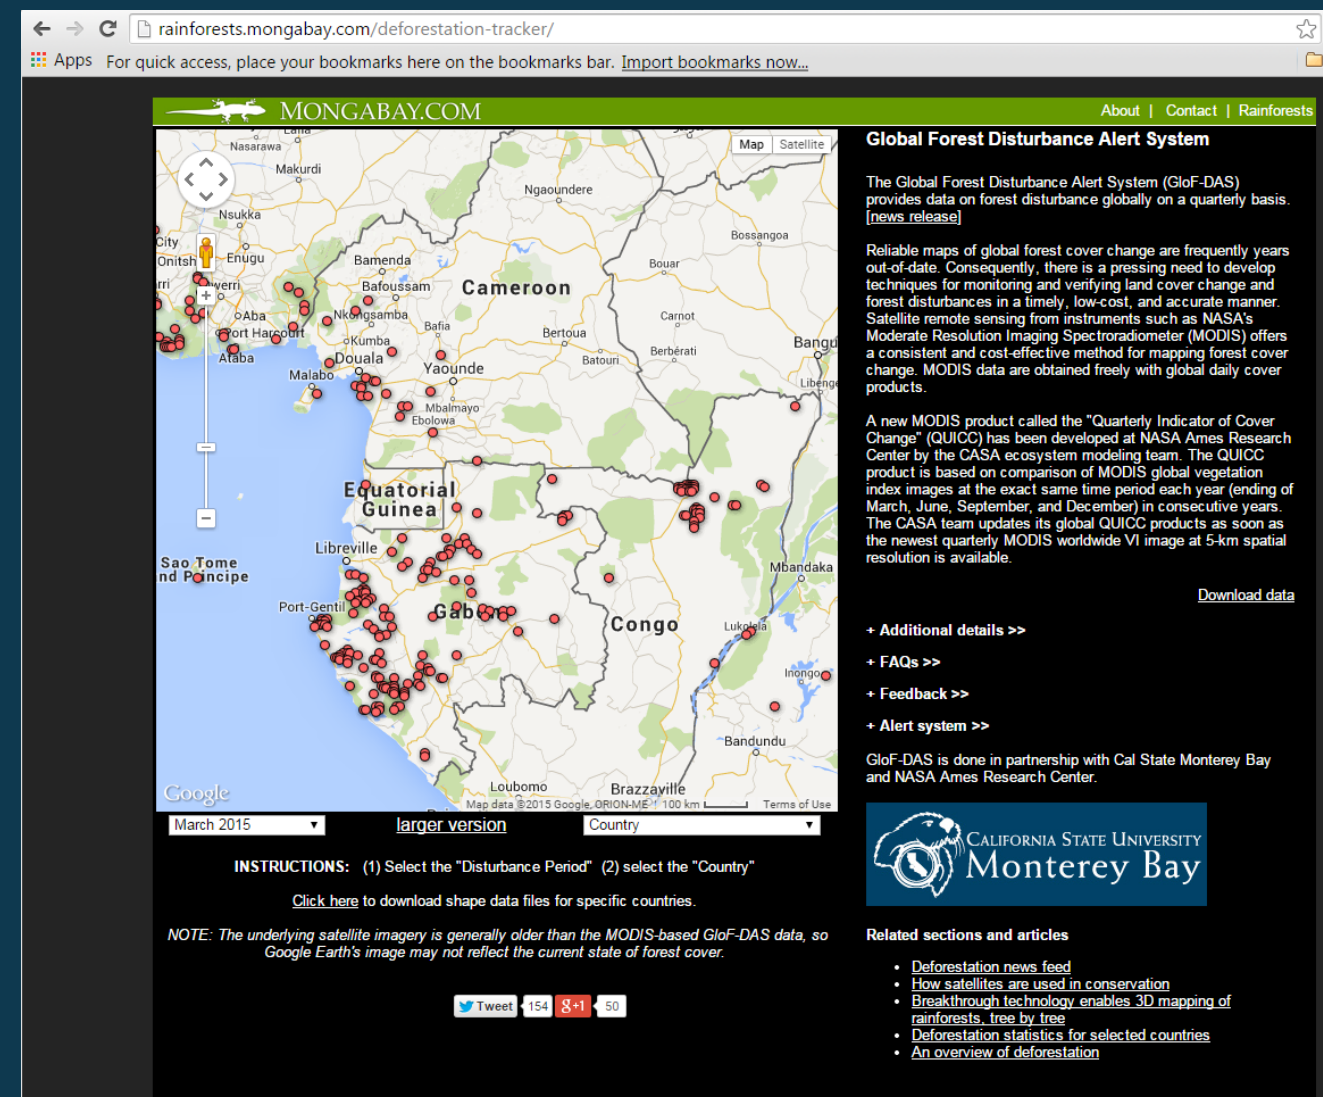 rainforests.mongabay.com/deforestation-tracker/
Apps For quick access, place your bookmarks here on the bookmarks bar. Import bookmarks now...
MONGABAY.COM
About | Contact | Rainforests
Map Satellite
Nasarawa
Makurdi
Ngaoundere
Nsukka
Bossangoa
City
Onitsh
Enugu
Bamenda
Bouar
Bafoussam
Cameroon
oAba
Nkongsamba
Carnot
Port Harcourt
Bafia
Bertoua
Bangu
oKumba
Ataba
Douala
Batouri
Berbérati
Malabo
Yaounde
Libenge
Mbalmayo
Ebolowa
Equatorial
Guinea
Libreville
Sao Tome
nd Principe
Mbandaka
Port-Gentil
Gabon
Congo
Lukolela
Inongo
Bandundu
Loubomo
Brazzaville
Google
Map data ©2015 Google, ORION-ME 100 km Terms of Use
March 2015
larger version
Country
INSTRUCTIONS: (1) Select the "Disturbance Period" (2) select the "Country"
Click here to download shape data files for specific countries.
NOTE: The underlying satellite imagery is generally older than the MODIS-based GloF-DAS data, so
Google Earth's image may not reflect the current state of forest cover.
Tweet 154 g+1 50
Global Forest Disturbance Alert System
The Global Forest Disturbance Alert System (GloF-DAS)
provides data on forest disturbance globally on a quarterly basis.
[news release]
Reliable maps of global forest cover change are frequently years
out-of-date. Consequently, there is a pressing need to develop
techniques for monitoring and verifying land cover change and
forest disturbances in a timely, low-cost, and accurate manner.
Satellite remote sensing from instruments such as NASA's
Moderate Resolution Imaging Spectroradiometer (MODIS) offers
a consistent and cost-effective method for mapping forest cover
change. MODIS data are obtained freely with global daily cover
products.
A new MODIS product called the "Quarterly Indicator of Cover
Change" (QUICC) has been developed at NASA Ames Research
Center by the CASA ecosystem modeling team. The QUICC
product is based on comparison of MODIS global vegetation
index images at the exact same time period each year (ending of
March, June, September, and December) in consecutive years.
The CASA team updates its global QUICC products as soon as
the newest quarterly MODIS worldwide VI image at 5-km spatial
resolution is available.
Download data
+ Additional details >>
+ FAQs >>
+ Feedback >>
+ Alert system >>
GloF-DAS is done in partnership with Cal State Monterey Bay
and NASA Ames Research Center.
CALIFORNIA STATE UNIVERSITY
Monterey Bay
Related sections and articles
• Deforestation news feed
• How satellites are used in conservation
• Breakthrough technology enables 3D mapping of
rainforests, tree by tree
• Deforestation statistics for selected countries
• An overview of deforestation